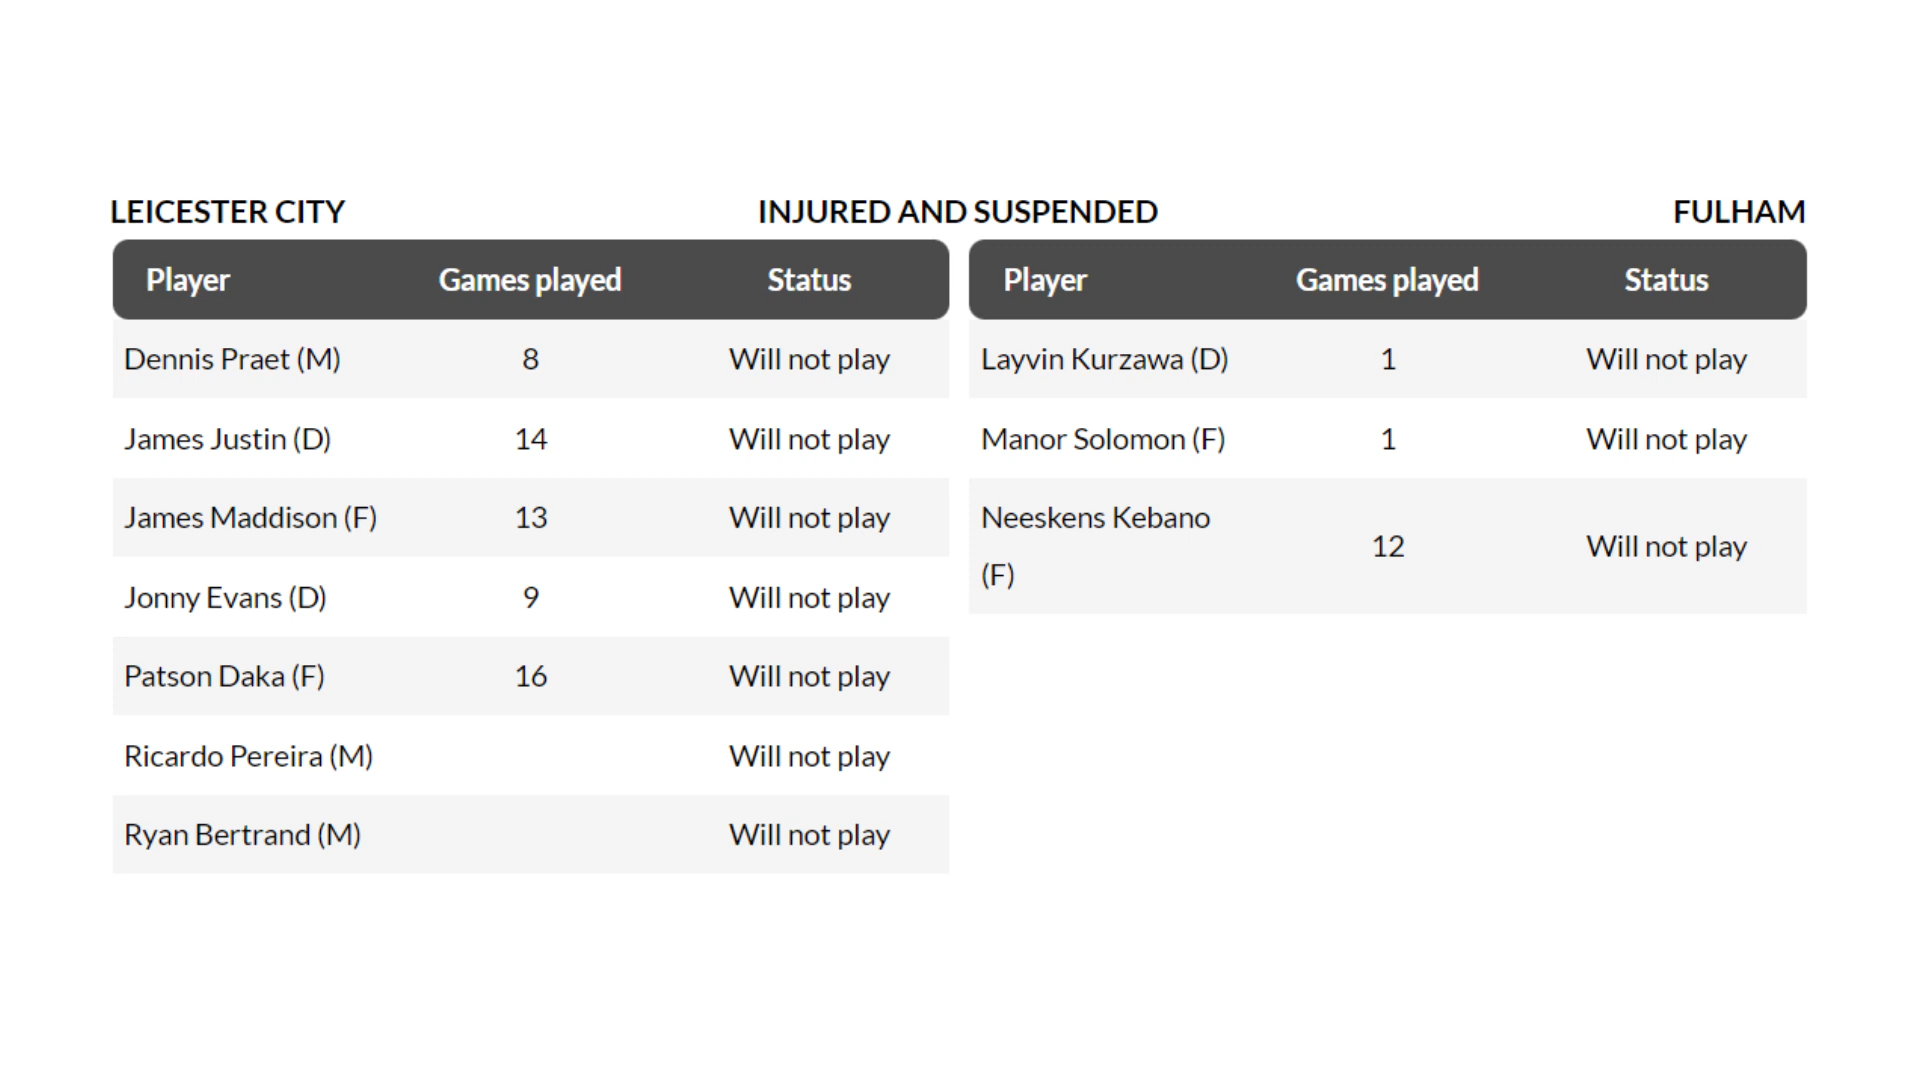 LEICESTER CITY INJURED AND SUSPENDED FULHAM
Player Games played Status
Dennis Praet (M) 8 Will not play
James Justin (D) 14 Will not play
James Maddison (F) 13 Will not play
Jonny Evans (D) 9 Will not play
Patson Daka (F) 16 Will not play
Ricardo Pereira (M) Will not play
Ryan Bertrand (M) Will not play
Player Games played Status
Layvin Kurzawa (D) 1 Will not play
Manor Solomon (F) 1 Will not play
Neeskens Kebano
(F) 12 Will not play